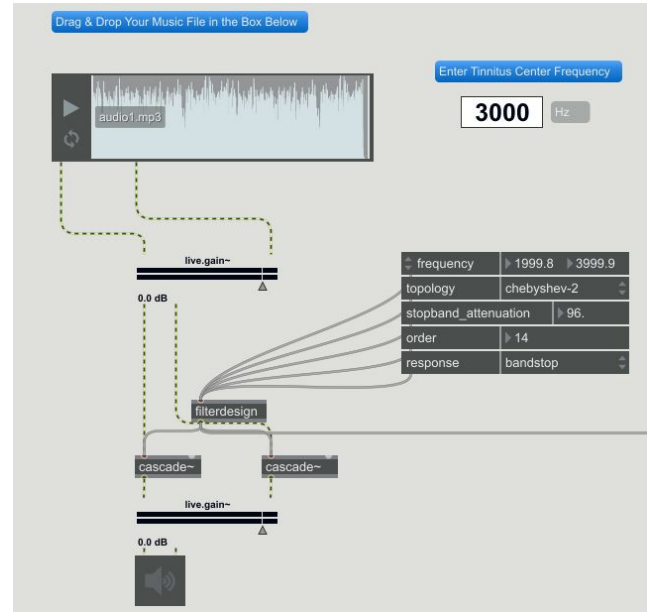 Drag & Drop Your Music File in the Box Below
Enter Tinnitus Center Frequency
audio1.mp3
3000 Hz
live.gain~
0.0 dB
frequency 1999.8 3999.9
topology chebyshev-2
stopband_attenuation 96.
order 14
response bandstop
filterdesign
cascade~ cascade~
live.gain~
0.0 dB